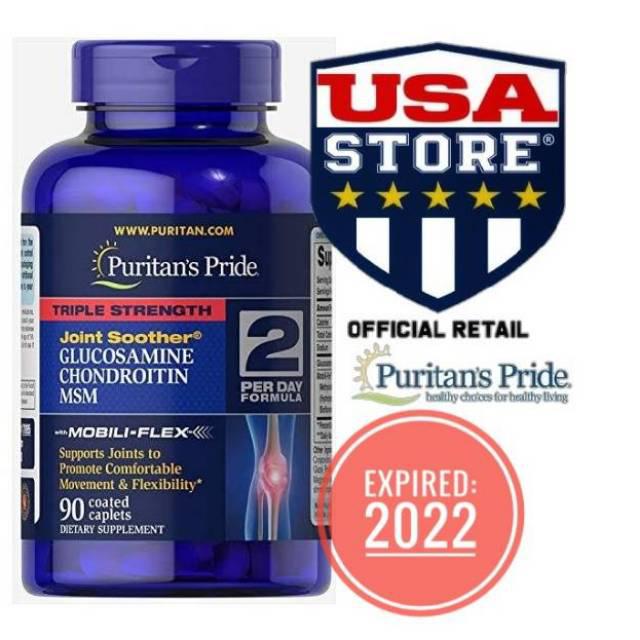 WWW.PURITAN.COM
Puritan's Pride®
TRIPLE STRENGTH
Joint Soother®
GLUCOSAMINE
CHONDROITIN
MSM
2
PER DAY
FORMULA
with MOBILI-FLEX
Supports Joints to
Promote Comfortable
Movement & Flexibility*
90 coated
caplets
DIETARY SUPPLEMENT
USA
STORE®
OFFICIAL RETAIL
Puritan's Pride®
healthy choices for healthy living
EXPIRED:
2022